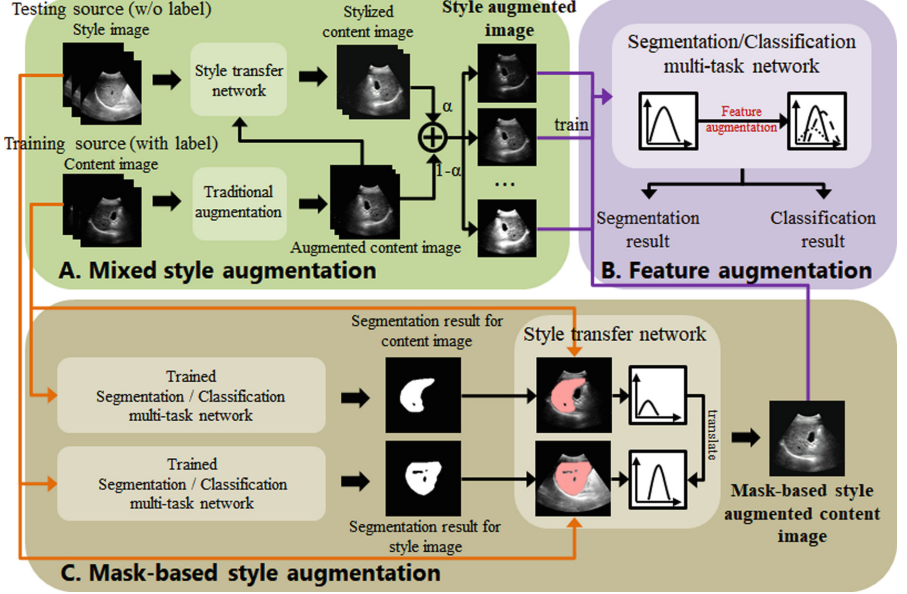 Testing source (w/o label)
Style image
Style transfer
network
Stylized
content image
Style augmented
image
α
1-α
train
...
Training source (with label)
Content image
Traditional
augmentation
Augmented content image
A. Mixed style augmentation
Segmentation/Classification
multi-task network
Feature
augmentation
Segmentation
result
Classification
result
B. Feature augmentation
Trained
Segmentation / Classification
multi-task network
Trained
Segmentation / Classification
multi-task network
Segmentation result for
content image
Segmentation result for
style image
Style transfer network
translate
Mask-based style
augmented content
image
C. Mask-based style augmentation